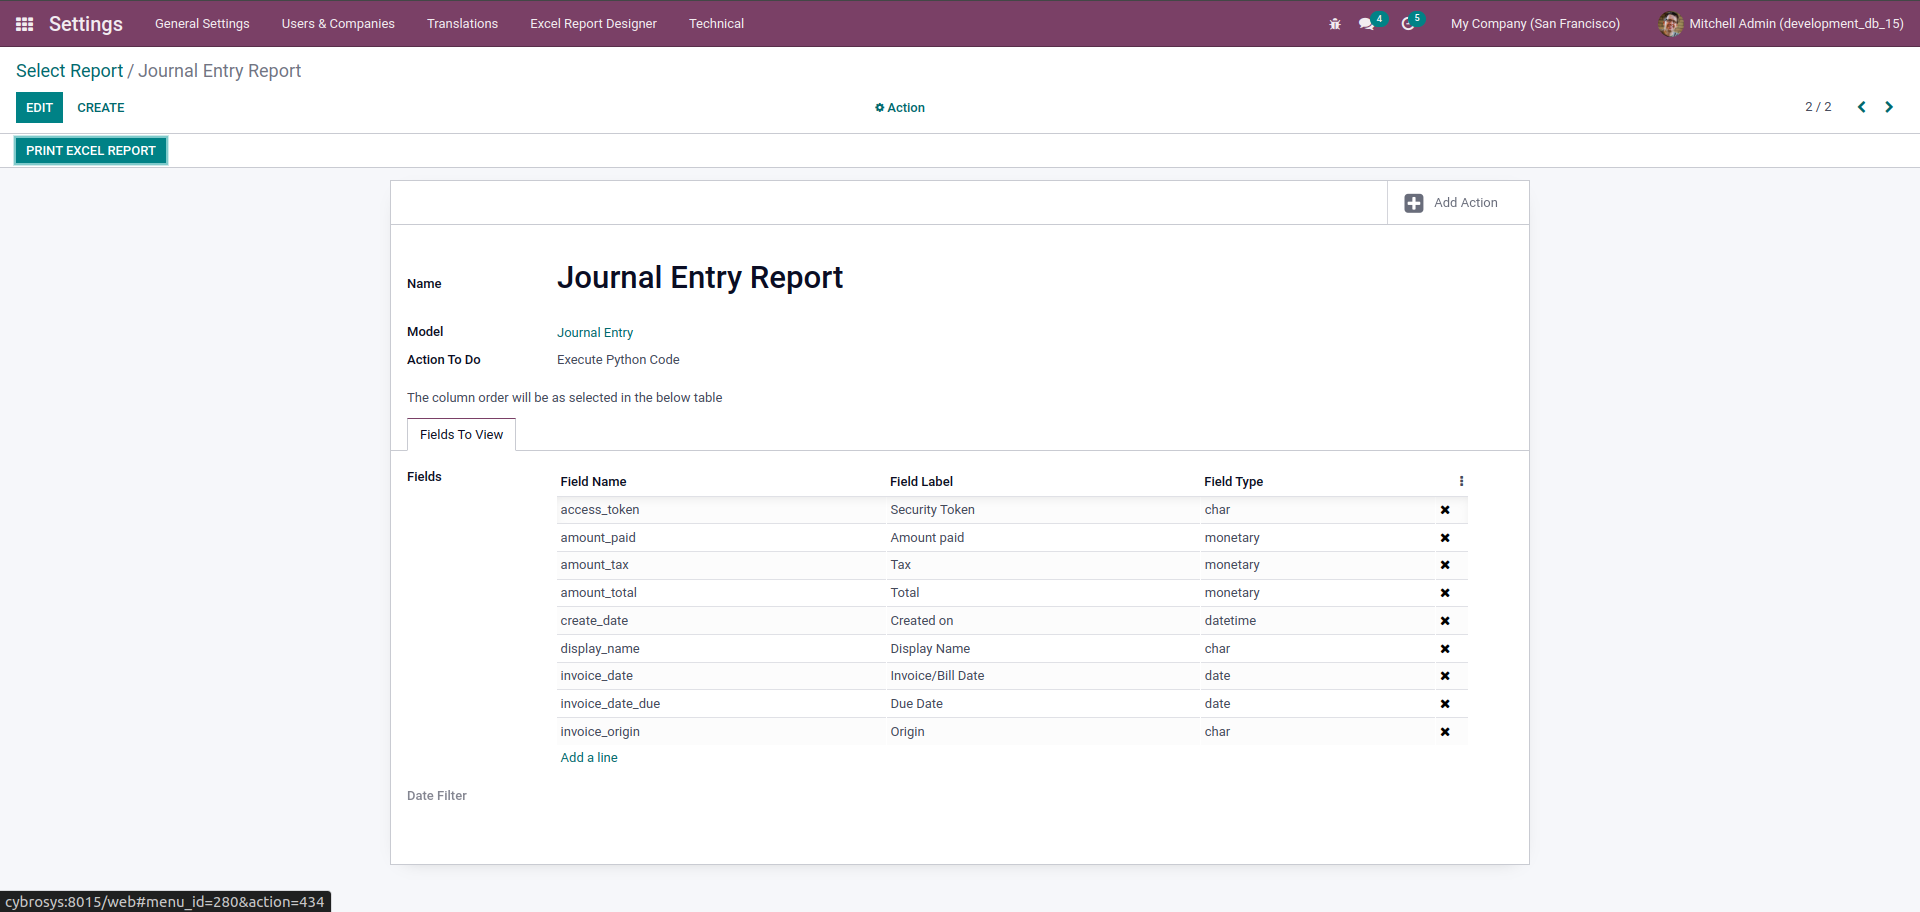 Settings General Settings Users & Companies Translations Excel Report Designer Technical 4 5 My Company (San Francisco) Mitchell Admin (development_db_15)
Select Report / Journal Entry Report
EDIT CREATE Action 2 / 2
PRINT EXCEL REPORT
Add Action
Name Journal Entry Report
Model Journal Entry
Action To Do Execute Python Code
The column order will be as selected in the below table
Fields To View
Fields Field Name Field Label Field Type
access_token Security Token char
amount_paid Amount paid monetary
amount_tax Tax monetary
amount_total Total monetary
create_date Created on datetime
display_name Display Name char
invoice_date Invoice/Bill Date date
invoice_date_due Due Date date
invoice_origin Origin char
Add a line
Date Filter
cybrosys:8015/web#menu_id=280&action=434